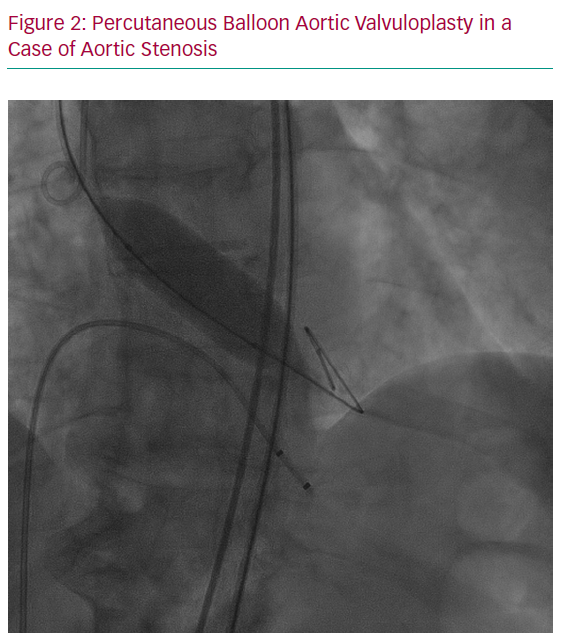 Figure 2: Percutaneous Balloon Aortic Valvuloplasty in a
Case of Aortic Stenosis